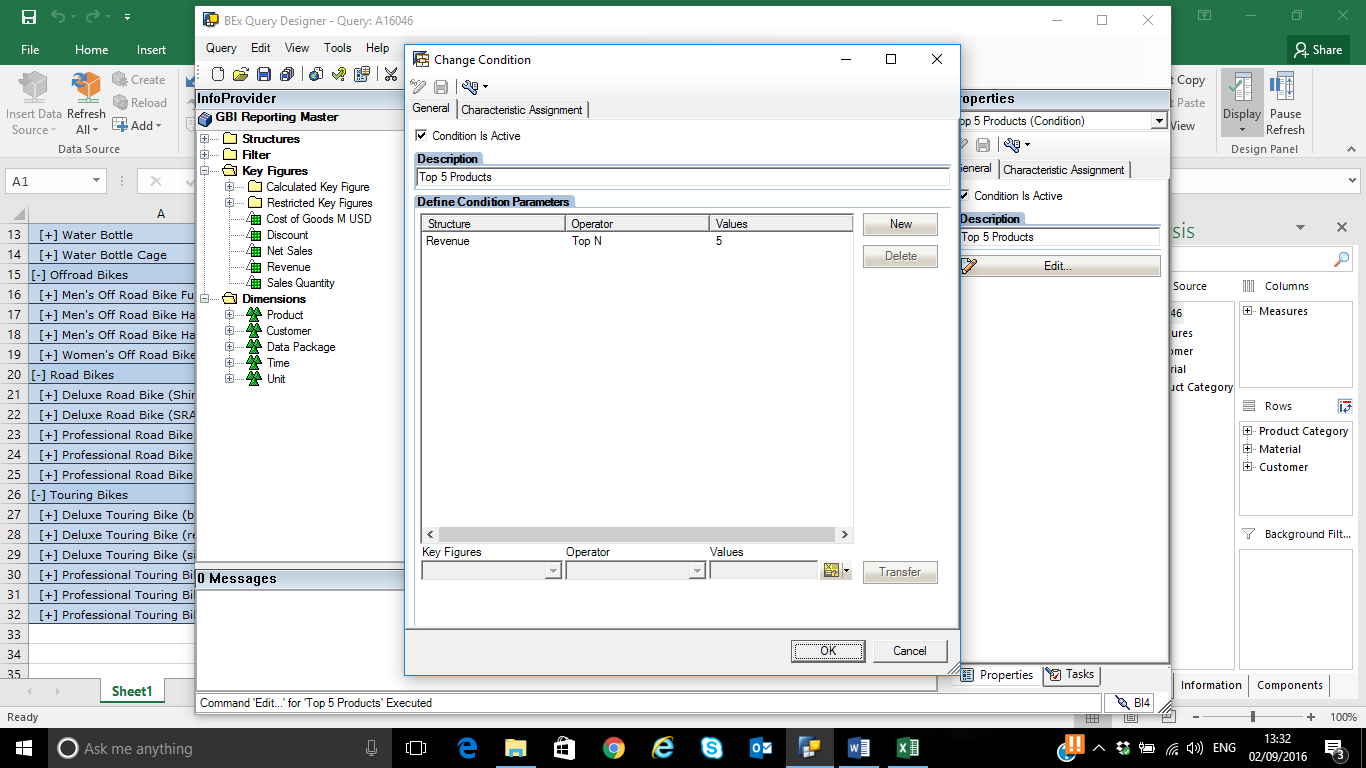 BEx Query Designer - Query: A16046
File
Home
Insert
Share
Query Edit View Tools Help
Change Condition
Insert Data
Source
Refresh
All
Create
Reload
Add
Data Source
InfoProvider
GBI Reporting Master
Structures
Filter
Key Figures
Calculated Key Figure
Restricted Key Figures
Cost of Goods M USD
Discount
Net Sales
Revenue
Sales Quantity
Dimensions
Product
Customer
Data Package
Time
Unit
0 Messages
General
Characteristic Assignment
Condition Is Active
Description
Top 5 Products
Define Condition Parameters
Structure Operator Values
Revenue Top N 5
New
Delete
Key Figures Operator Values
Transfer
OK
Cancel
Top 5 Products (Condition)
Characteristic Assignment
Condition Is Active
Description
Top 5 Products
Edit...
Properties
Tasks
Command 'Edit...' for 'Top 5 Products' Executed
BI4
Copy
Paste
View
Display
Pause
Refresh
Design Panel
Source
Columns
Measures
Rows
Product Category
Material
Customer
Background Filt...
Information
Components
A1
A
13 [+] Water Bottle
14 [+] Water Bottle Cage
15 [-] Offroad Bikes
16 [+] Men's Off Road Bike Fu
17 [+] Men's Off Road Bike Ha
18 [+] Men's Off Road Bike Ha
19 [+] Women's Off Road Bike
20 [-] Road Bikes
21 [+] Deluxe Road Bike (Shi
22 [+] Deluxe Road Bike (SRA
23 [+] Professional Road Bike
24 [+] Professional Road Bike
25 [+] Professional Road Bike
26 [-] Touring Bikes
27 [+] Deluxe Touring Bike (b
28 [+] Deluxe Touring Bike (re
29 [+] Deluxe Touring Bike (si
30 [+] Professional Touring Bi
31 [+] Professional Touring Bi
32 [+] Professional Touring Bi
33
34
35
Sheet1
Ready
100%
Ask me anything
ENG
13:32
02/09/2016
3